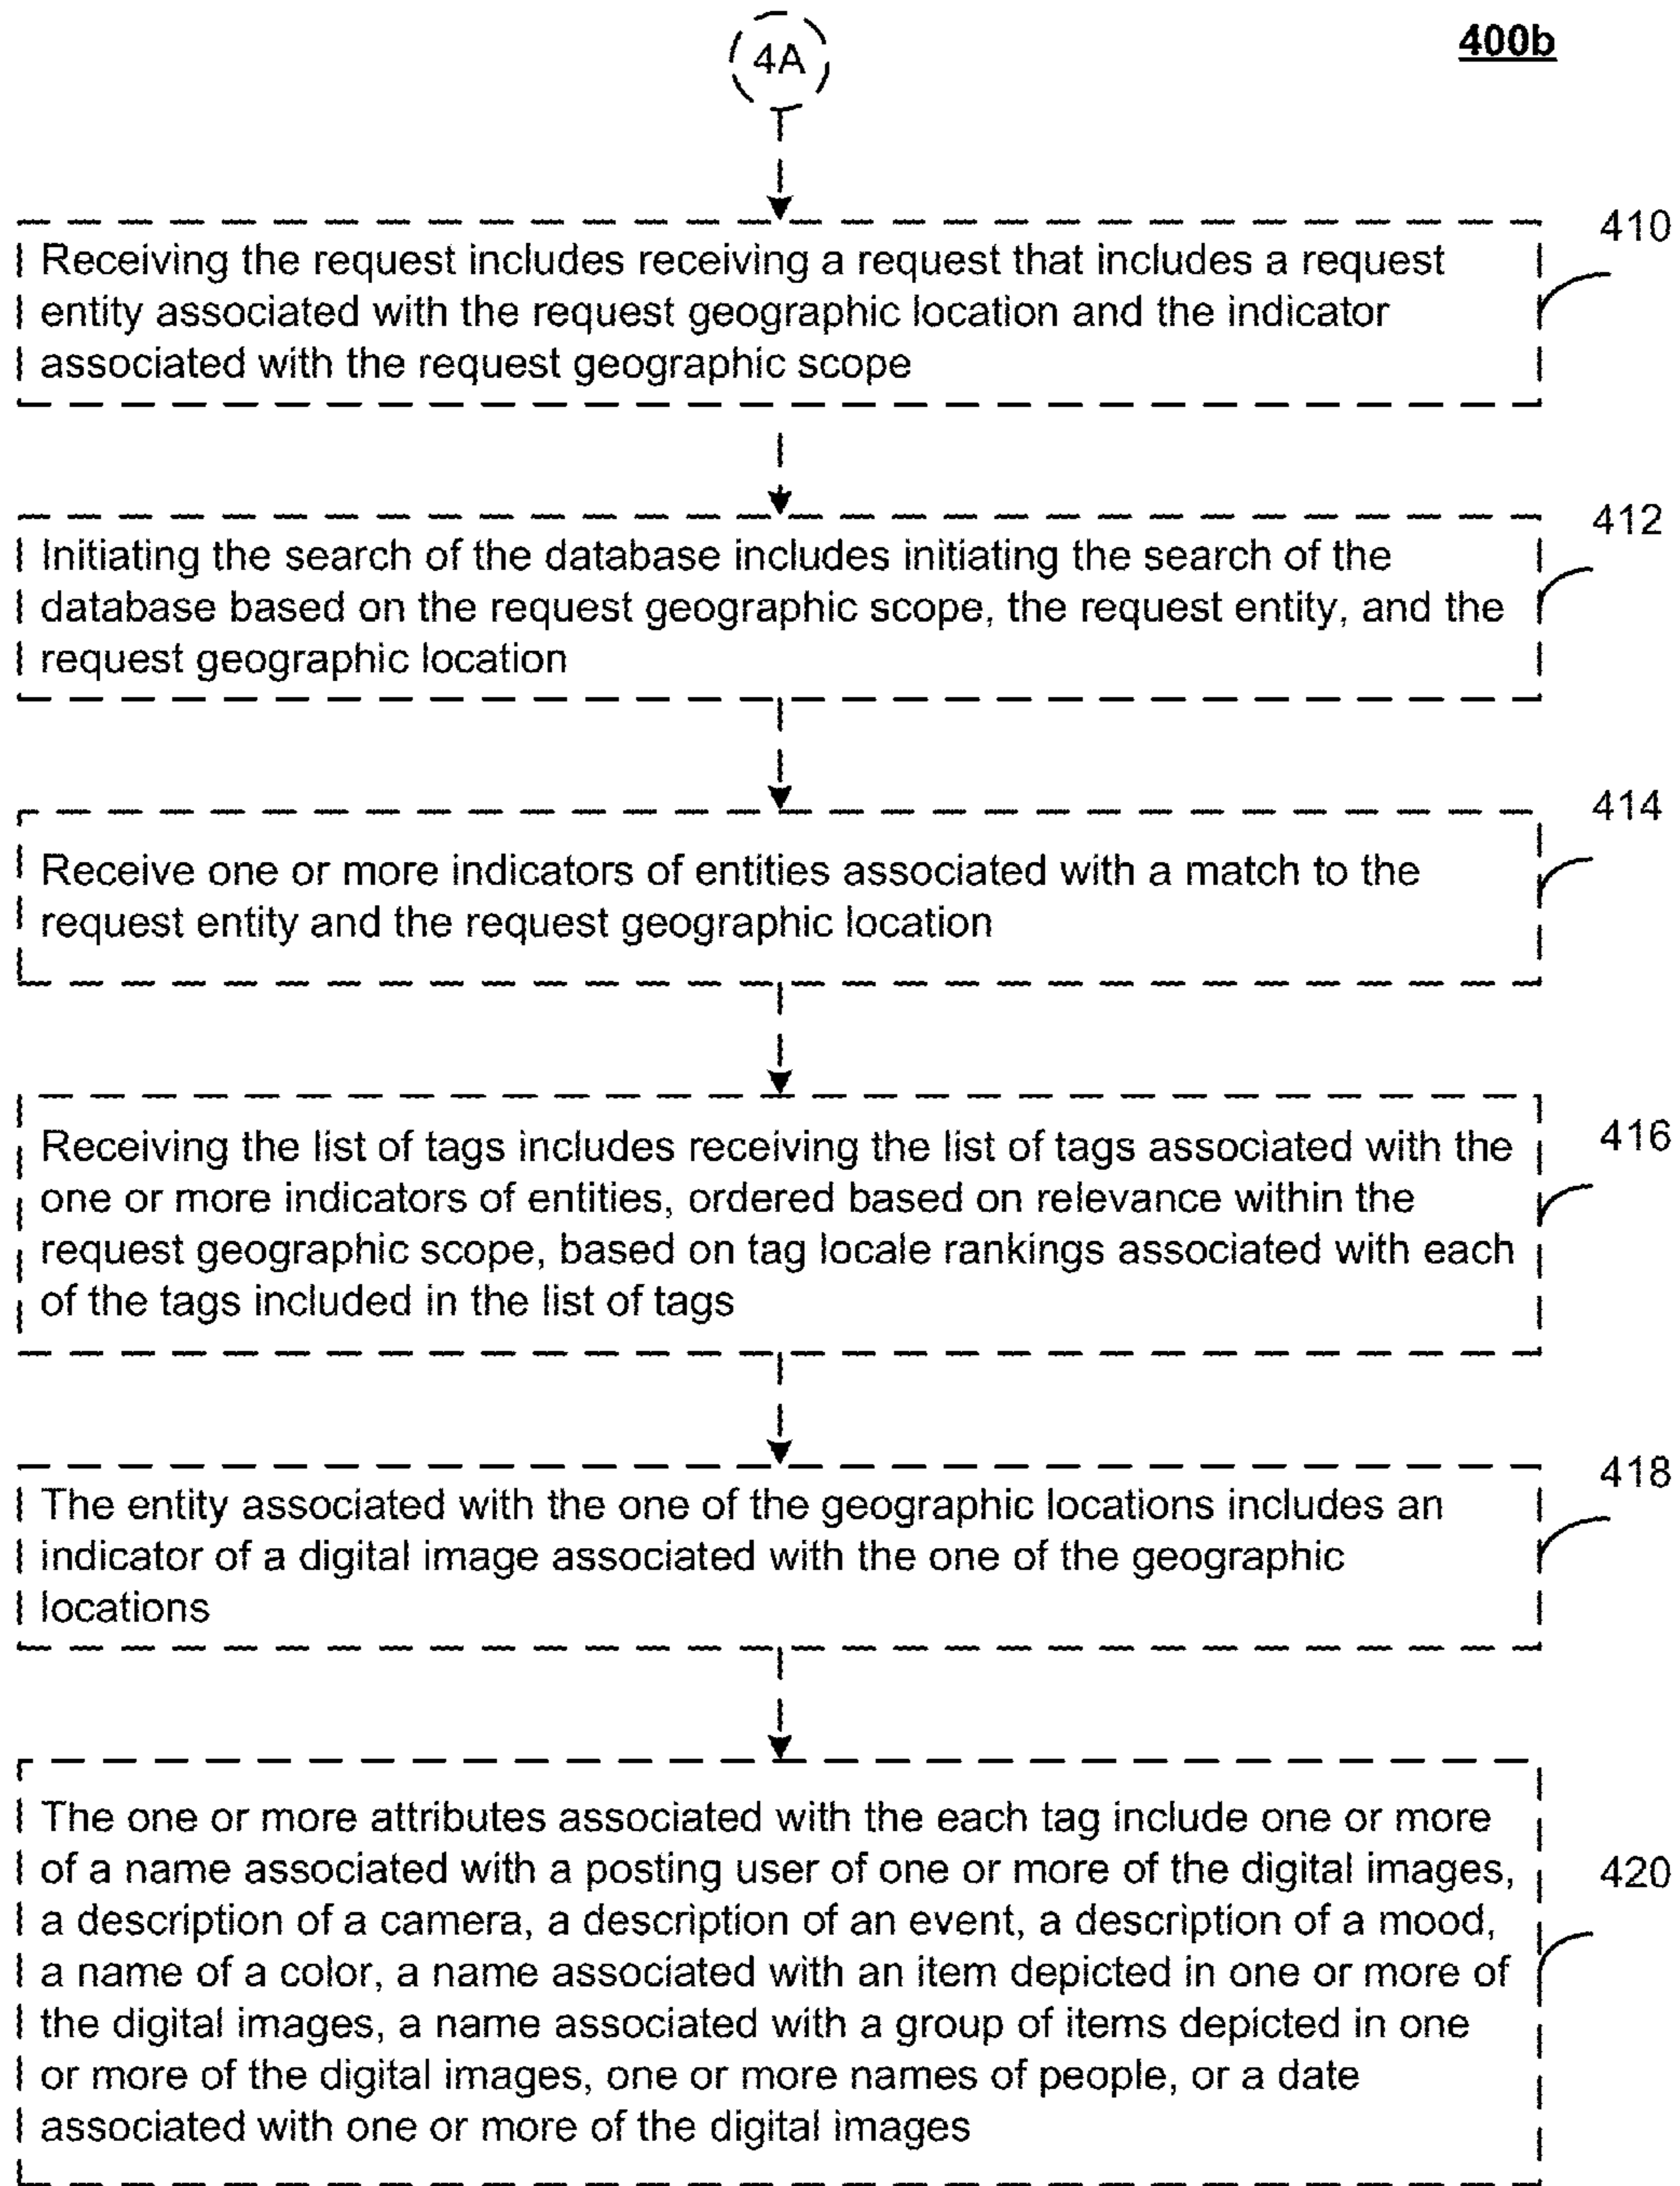 4A
400b
410
Receiving the request includes receiving a request that includes a request
entity associated with the request geographic location and the indicator
associated with the request geographic scope
412
Initiating the search of the database includes initiating the search of the
database based on the request geographic scope, the request entity, and the
request geographic location
414
Receive one or more indicators of entities associated with a match to the
request entity and the request geographic location
416
Receiving the list of tags includes receiving the list of tags associated with the
one or more indicators of entities, ordered based on relevance within the
request geographic scope, based on tag locale rankings associated with each
of the tags included in the list of tags
418
The entity associated with the one of the geographic locations includes an
indicator of a digital image associated with the one of the geographic
locations
420
The one or more attributes associated with the each tag include one or more
of a name associated with a posting user of one or more of the digital images,
a description of a camera, a description of an event, a description of a mood,
a name of a color, a name associated with an item depicted in one or more of
the digital images, a name associated with a group of items depicted in one
or more of the digital images, one or more names of people, or a date
associated with one or more of the digital images